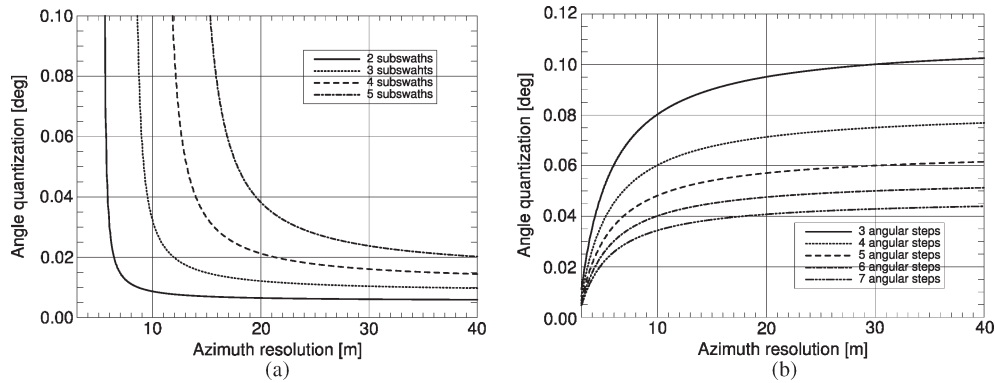 0.10
0.08
0.06
0.04
0.02
0.00
Angle quantization [deg]
2 subswaths
3 subswahts
4 subswaths
5 subswaths
10 20 30 40
Azimuth resolution [m]
(a)
0.12
0.10
0.08
0.06
0.04
0.02
0.00
Angle quantization [deg]
3 angular steps
4 angular steps
5 angular steps
6 angular steps
7 angular steps
10 20 30 40
Azimuth resolution [m]
(b)